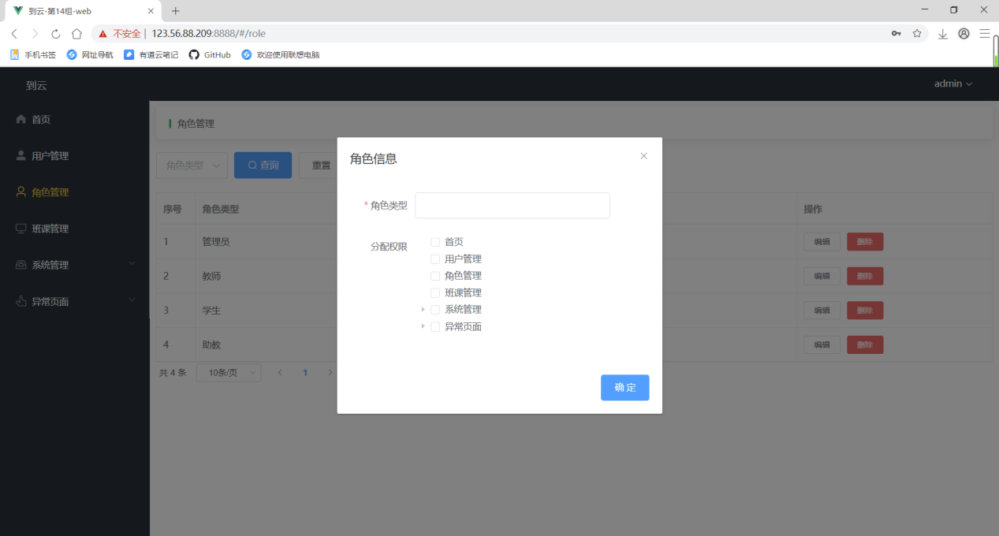 到云-第14组-web
不安全 | 123.56.88.209:8888/#/role
手机书签 网址导航 有道云笔记 GitHub 欢迎使用联想电脑
到云
admin
首页
用户管理
角色管理
班课管理
系统管理
异常页面
角色管理
角色类型 查询 重置
序号 角色类型 操作
1 管理员 编辑 删除
2 教师 编辑 删除
3 学生 编辑 删除
4 助教 编辑 删除
共 4 条 10条/页 1
角色信息
* 角色类型
分配权限
首页
用户管理
角色管理
班课管理
系统管理
异常页面
确 定